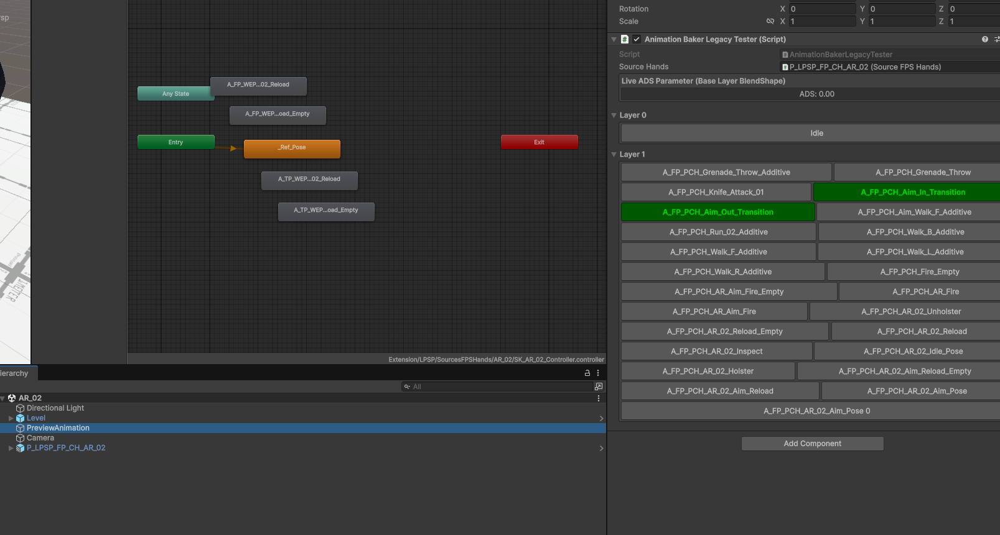 sp
Any State
A_FP_WEP...02_Reload
A_FP_WEP...oad_Empty
Entry
_Ref_Pose
Exit
A_TP_WEP...02_Reload
A_TP_WEP...oad_Empty
Extension/LPSP/SourcesFPSHands/AR_02/SK_AR_02_Controller.controller
ierarchy
All
AR_02
Directional Light
Level
PreviewAnimation
Camera
P_LPSP_FP_CH_AR_02
Rotation X 0 Y 0 Z 0
Scale X 1 Y 1 Z 1
# Animation Baker Legacy Tester (Script)
Script AnimationBakerLegacyTester
Source Hands P_LPSP_FP_CH_AR_02 (Source FPS Hands)
Live ADS Parameter (Base Layer BlendShape)
ADS: 0.00
Layer 0
Idle
Layer 1
A_FP_PCH_Grenade_Throw_Additive A_FP_PCH_Grenade_Throw
A_FP_PCH_Knife_Attack_01 A_FP_PCH_Aim_In_Transition
A_FP_PCH_Aim_Out_Transition A_FP_PCH_Aim_Walk_F_Additive
A_FP_PCH_Run_02_Additive A_FP_PCH_Walk_B_Additive
A_FP_PCH_Walk_F_Additive A_FP_PCH_Walk_L_Additive
A_FP_PCH_Walk_R_Additive A_FP_PCH_Fire_Empty
A_FP_PCH_AR_Aim_Fire_Empty A_FP_PCH_AR_Fire
A_FP_PCH_AR_Aim_Fire A_FP_PCH_AR_02_Unholster
A_FP_PCH_AR_02_Reload_Empty A_FP_PCH_AR_02_Reload
A_FP_PCH_AR_02_Inspect A_FP_PCH_AR_02_Idle_Pose
A_FP_PCH_AR_02_Holster A_FP_PCH_AR_02_Aim_Reload_Empty
A_FP_PCH_AR_02_Aim_Reload A_FP_PCH_AR_02_Aim_Pose
A_FP_PCH_AR_02_Aim_Pose 0
Add Component